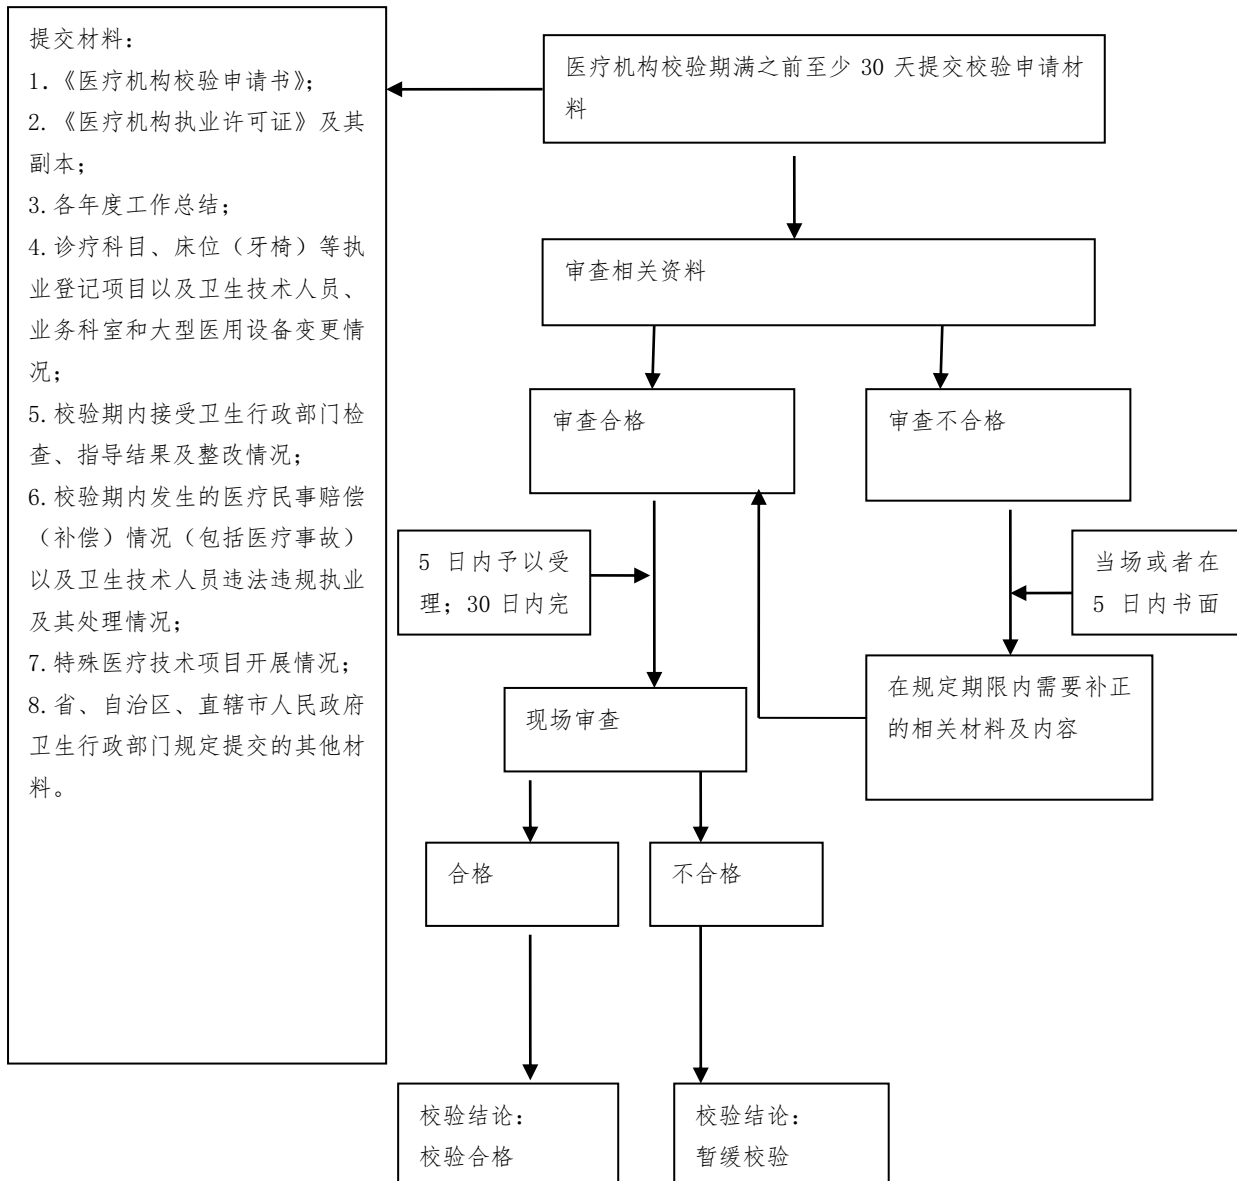 提交材料：
1.《医疗机构校验申请书》；
2.《医疗机构执业许可证》及其
副本；
3.各年度工作总结；
4.诊疗科目、床位（牙椅）等执
业登记项目以及卫生技术人员、
业务科室和大型医用设备变更情
况；
5.校验期内接受卫生行政部门检
查、指导结果及整改情况；
6.校验期内发生的医疗民事赔偿
（补偿）情况（包括医疗事故）
以及卫生技术人员违法违规执业
及其处理情况；
7.特殊医疗技术项目开展情况；
8.省、自治区、直辖市人民政府
卫生行政部门规定提交的其他材
料。
医疗机构校验期满之前至少 30 天提交校验申请材
料
审查相关资料
审查合格
审查不合格
5 日内予以受
理；30 日内完
当场或者在
5 日内书面
在规定期限内需要补正
的相关材料及内容
现场审查
合格
不合格
校验结论：
校验合格
校验结论：
暂缓校验